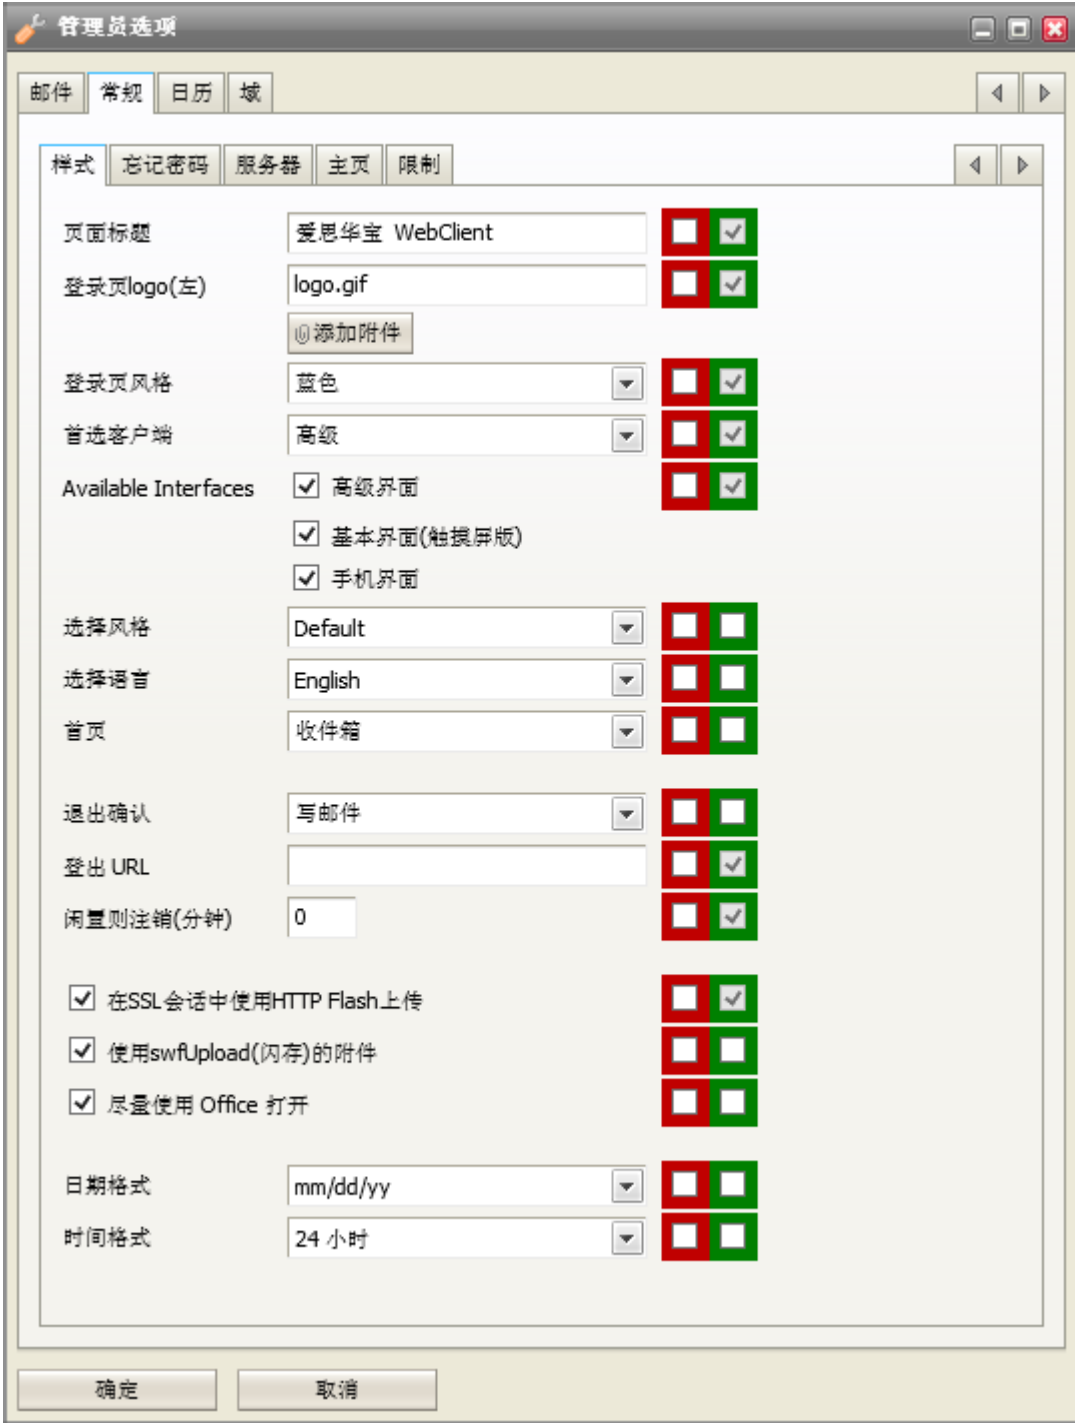 管理员选项
邮件 常规 日历 域
样式 忘记密码 服务器 主页 限制
页面标题 爱思华宝 WebClient
登录页logo(左) logo.gif
添加附件
登录页风格 蓝色
首选客户端 高级
Available Interfaces 高级界面
基本界面(触摸屏版)
手机界面
选择风格 Default
选择语言 English
首页 收件箱
退出确认 写邮件
登出 URL
闲置则注销(分钟) 0
在SSL会话中使用HTTP Flash上传
使用swfUpload(闪存)的附件
尽量使用 Office 打开
日期格式 mm/dd/yy
时间格式 24 小时
确定 取消